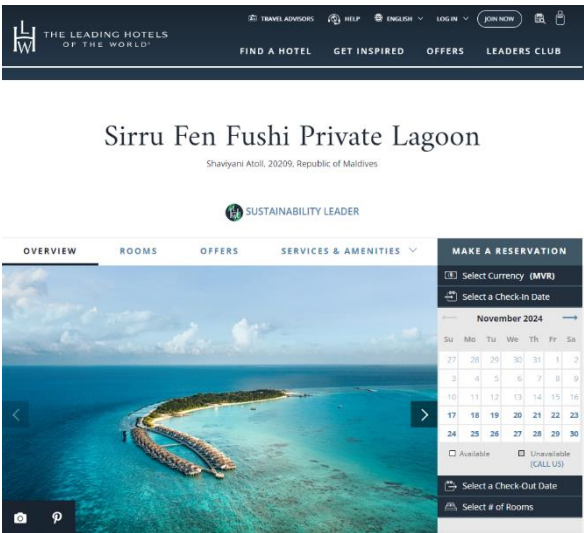 TRAVEL ADVISORS HELP ENGLISH LOG IN JOIN NOW
LHW
THE LEADING HOTELS
OF THE WORLD®
FIND A HOTEL GET INSPIRED OFFERS LEADERS CLUB
Sirru Fen Fushi Private Lagoon
Shaviyani Atoll, 20209, Republic of Maldives
SUSTAINABILITY LEADER
OVERVIEW ROOMS OFFERS SERVICES & AMENITIES
MAKE A RESERVATION
Select Currency (MVR)
Select a Check-In Date
November 2024
Su Mo Tu We Th Fr Sa
27 28 29 30 31 1 2
3 4 5 6 7 8 9
10 11 12 13 14 15 16
17 18 19 20 21 22 23
24 25 26 27 28 29 30
Available Unavailable
(CALL US)
Select a Check-Out Date
Select # of Rooms